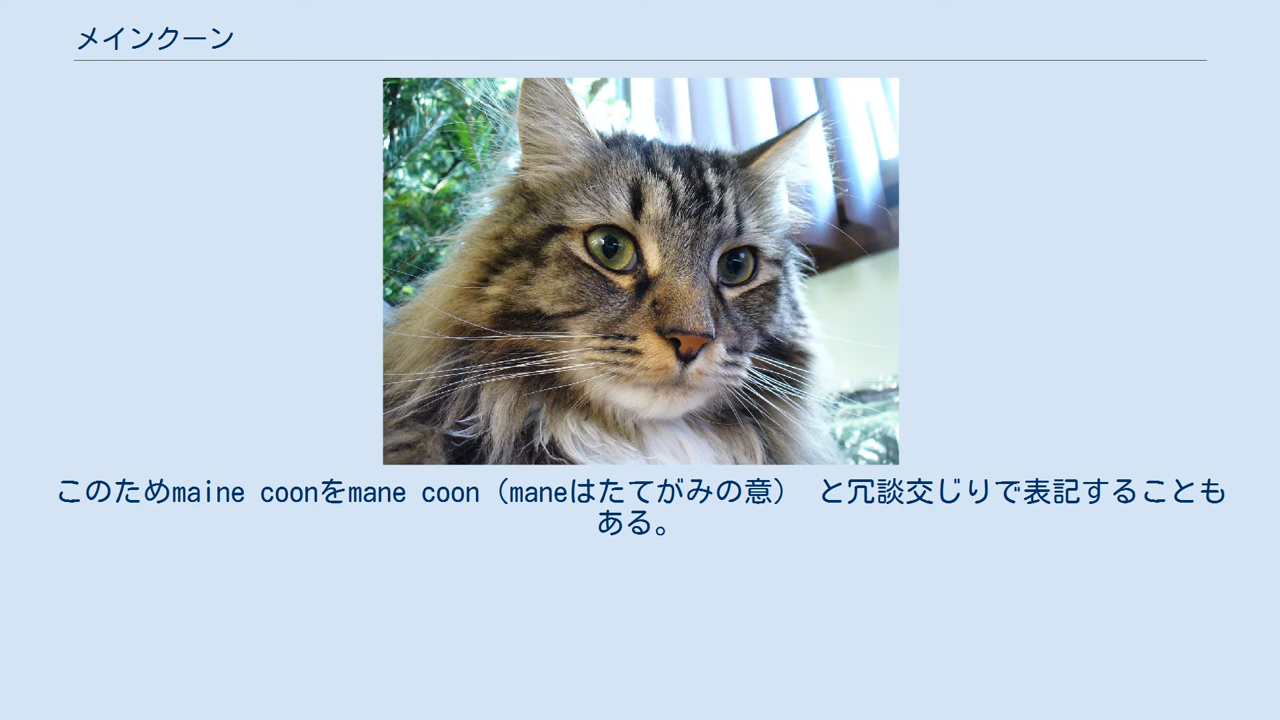 メインクーン
このためmaine coonをmane coon（maneはたてがみの意） と冗談交じりで表記することも
ある。